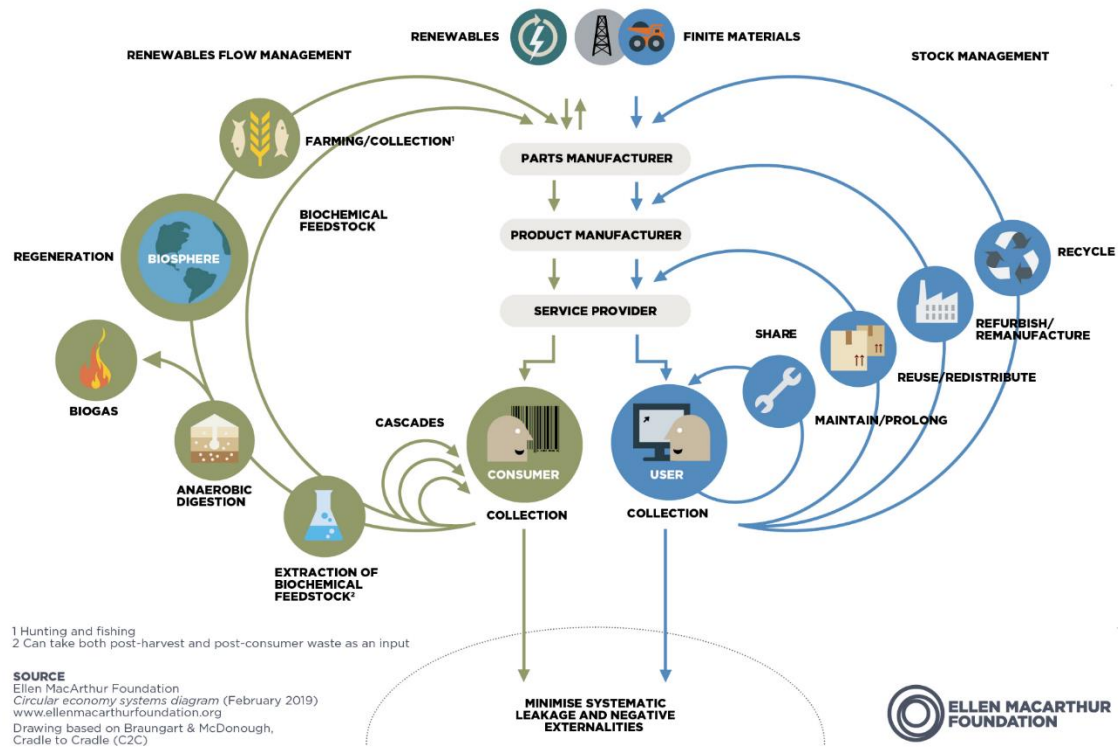 RENEWABLES
FINITE MATERIALS
RENEWABLES FLOW MANAGEMENT
STOCK MANAGEMENT
FARMING/COLLECTION¹
PARTS MANUFACTURER
BIOCHEMICAL
FEEDSTOCK
PRODUCT MANUFACTURER
REGENERATION
BIOSPHERE
RECYCLE
SERVICE PROVIDER
SHARE
REFURBISH/
REMANUFACTURE
REUSE/REDISTRIBUTE
BIOGAS
CASCADES
MAINTAIN/PROLONG
CONSUMER
USER
ANAEROBIC
DIGESTION
COLLECTION
COLLECTION
EXTRACTION OF
BIOCHEMICAL
FEEDSTOCK²
1 Hunting and fishing
2 Can take both post-harvest and post-consumer waste as an input
SOURCE
Ellen MacArthur Foundation
Circular economy systems diagram (February 2019)
www.ellenmacarthurfoundation.org
Drawing based on Braungart & McDonough,
Cradle to Cradle (C2C)
MINIMISE SYSTEMATIC
LEAKAGE AND NEGATIVE
EXTERNALITIES
ELLEN MACARTHUR
FOUNDATION